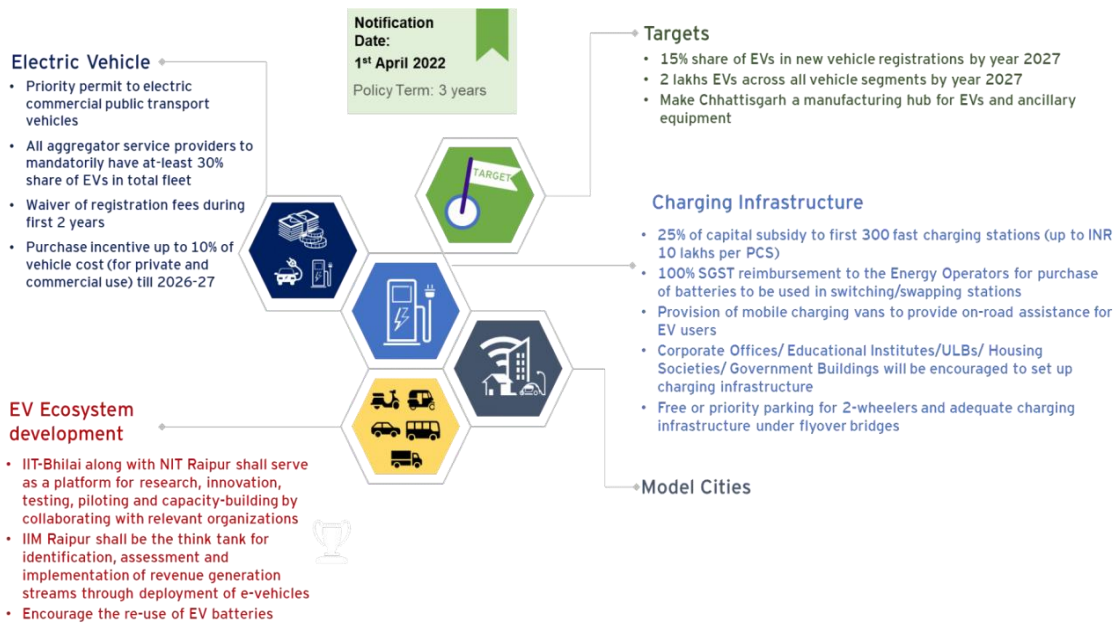 Notification
Date:
1st April 2022
Policy Term: 3 years
Electric Vehicle
• Priority permit to electric
commercial public transport
vehicles
• All aggregator service providers to
mandatorily have at-least 30%
share of EVs in total fleet
• Waiver of registration fees during
first 2 years
• Purchase incentive up to 10% of
vehicle cost (for private and
commercial use) till 2026-27
Targets
• 15% share of EVs in new vehicle registrations by year 2027
• 2 lakhs EVs across all vehicle segments by year 2027
• Make Chhattisgarh a manufacturing hub for EVs and ancillary
equipment
TARGET
Charging Infrastructure
• 25% of capital subsidy to first 300 fast charging stations (up to INR
10 lakhs per PCS)
• 100% SGST reimbursement to the Energy Operators for purchase
of batteries to be used in switching/swapping stations
• Provision of mobile charging vans to provide on-road assistance for
EV users
• Corporate Offices/ Educational Institutes/ULBs/ Housing
Societies/ Government Buildings will be encouraged to set up
charging infrastructure
• Free or priority parking for 2-wheelers and adequate charging
infrastructure under flyover bridges
EV Ecosystem
development
• IIT-Bhilai along with NIT Raipur shall serve
as a platform for research, innovation,
testing, piloting and capacity-building by
collaborating with relevant organizations
• IIM Raipur shall be the think tank for
identification, assessment and
implementation of revenue generation
streams through deployment of e-vehicles
• Encourage the re-use of EV batteries
Model Cities